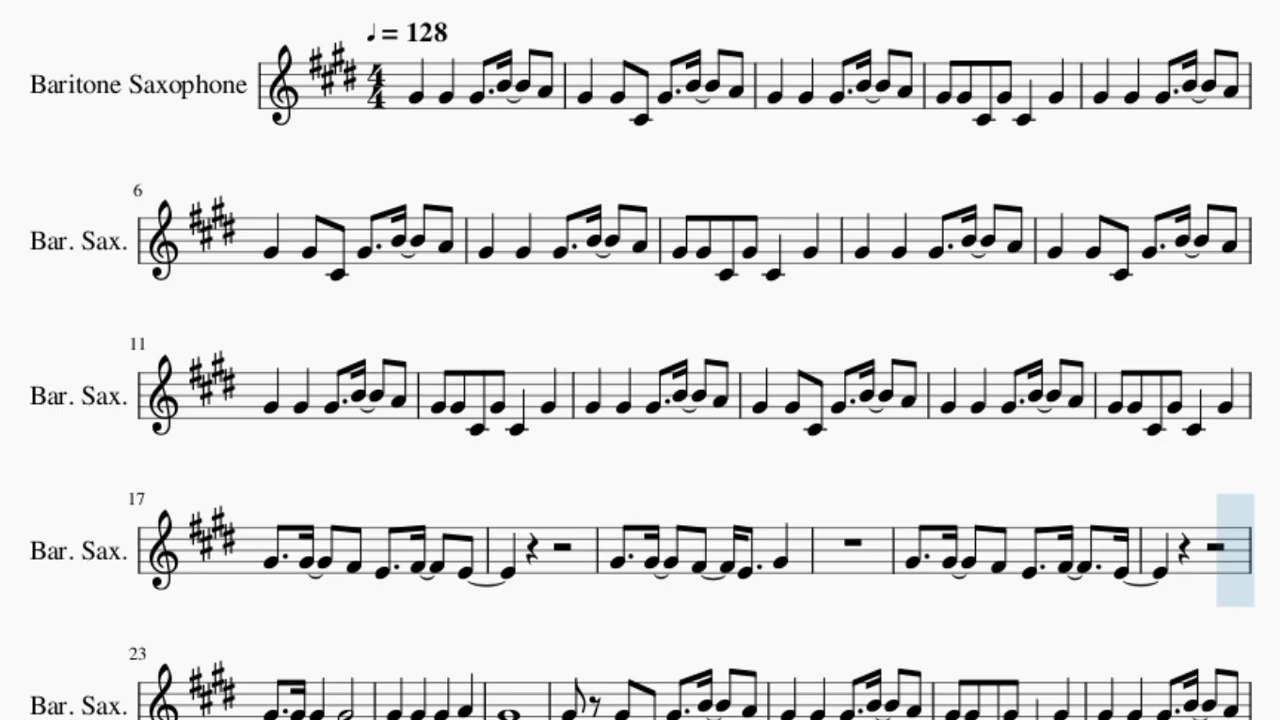 ♩ = 128
Baritone Saxophone
4
4
6
Bar. Sax.
11
Bar. Sax.
17
Bar. Sax.
23
Bar. Sax.